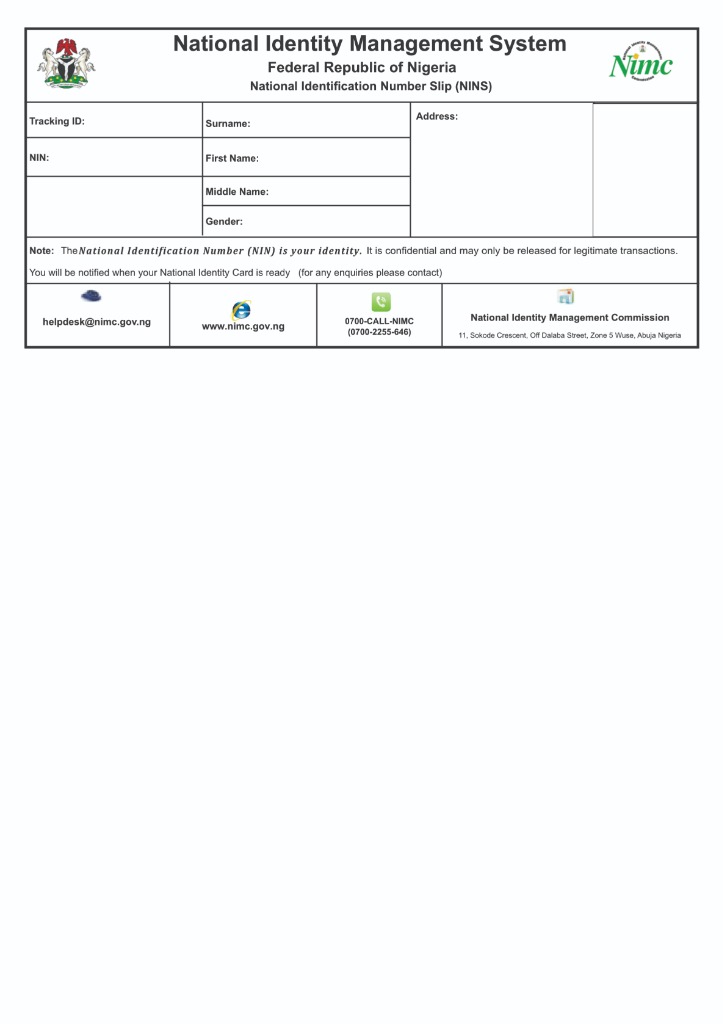 National Identity Management System
Federal Republic of Nigeria
National Identification Number Slip (NINS)
Nimc
Tracking ID:
Surname:
Address:
NIN:
First Name:
Middle Name:
Gender:
Note: The National Identification Number (NIN) is your identity. It is confidential and may only be released for legitimate transactions.
You will be notified when your National Identity Card is ready (for any enquiries please contact)
helpdesk@nimc.gov.ng
www.nimc.gov.ng
0700-CALL-NIMC
(0700-2255-646)
National Identity Management Commission
11, Sokode Crescent, Off Dalaba Street, Zone 5 Wuse, Abuja Nigeria